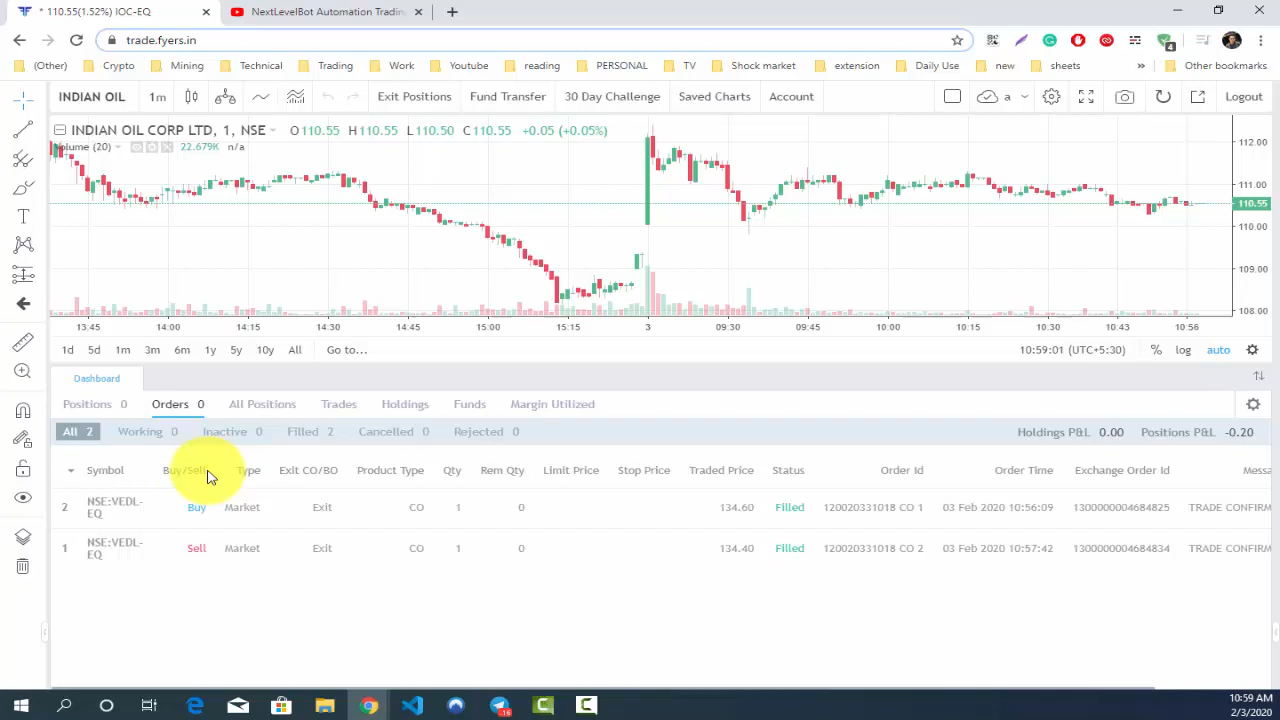 * 110.55(1.52%) IOC-EQ
NextLevelBot Automation Trading
trade.fyers.in
4
(Other) Crypto Mining Technical Trading Work Youtube reading PERSONAL TV Shock market extension Daily Use new sheets » Other bookmarks
INDIAN OIL 1m Exit Positions Fund Transfer 30 Day Challenge Saved Charts Account a Logout
INDIAN OIL CORP LTD, 1, NSE O110.55 H110.55 L110.50 C110.55 +0.05 (+0.05%)
Volume (20) 22.679K n/a
112.00
111.00
110.55
110.00
109.00
108.00
13:45 14:00 14:15 14:30 14:45 15:00 15:15 3 09:30 09:45 10:00 10:15 10:30 10:43 10:56
1d 5d 1m 3m 6m 1y 5y 10y All Go to... 10:59:01 (UTC+5:30) % log auto
Dashboard
Positions 0 Orders 0 All Positions Trades Holdings Funds Margin Utilized
All 2 Working 0 Inactive 0 Filled 2 Cancelled 0 Rejected 0 Holdings P&L 0.00 Positions P&L -0.20
Symbol Buy/Sell Type Exit CO/BO Product Type Qty Rem Qty Limit Price Stop Price Traded Price Status Order Id Order Time Exchange Order Id Messa
2 NSE:VEDL-EQ Buy Market Exit CO 1 0 134.60 Filled 120020331018 CO 1 03 Feb 2020 10:56:09 1300000004684825 TRADE CONFIRM
1 NSE:VEDL-EQ Sell Market Exit CO 1 0 134.40 Filled 120020331018 CO 2 03 Feb 2020 10:57:42 1300000004684834 TRADE CONFIRM
16
10:59 AM
2/3/2020